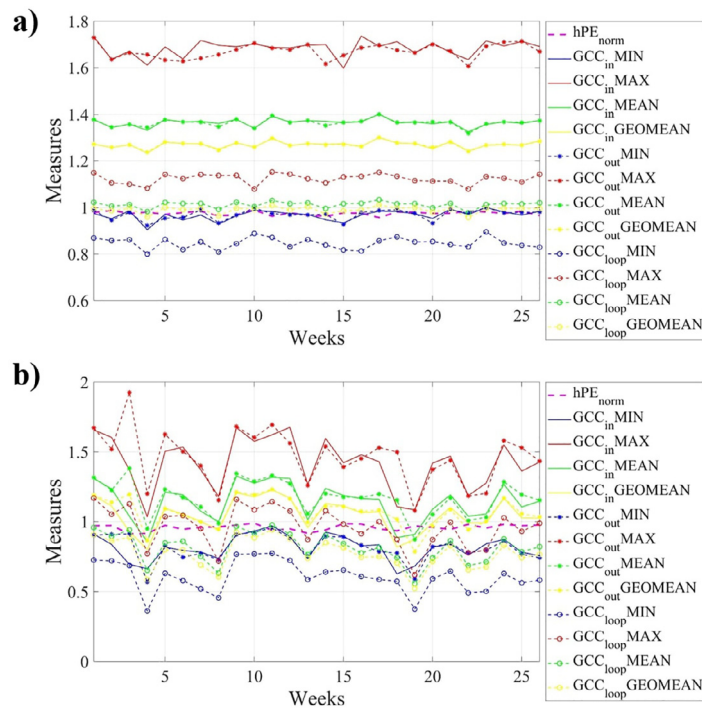 a)
1.8
1.6
1.4
1.2
1
0.8
0.6
Measures
5
10
15
20
25
Weeks
hPEnorm
GCCinMIN
GCCinMAX
GCCinMEAN
GCCinGEOMEAN
GCCoutMIN
GCCoutMAX
GCCoutMEAN
GCCoutGEOMEAN
GCCloopMIN
GCCloopMAX
GCCloopMEAN
GCCloopGEOMEAN
b)
2
1.5
1
0.5
0
Measures
5
10
15
20
25
Weeks
hPEnorm
GCCinMIN
GCCinMAX
GCCinMEAN
GCCinGEOMEAN
GCCoutMIN
GCCoutMAX
GCCoutMEAN
GCCoutGEOMEAN
GCCloopMIN
GCCloopMAX
GCCloopMEAN
GCCloopGEOMEAN